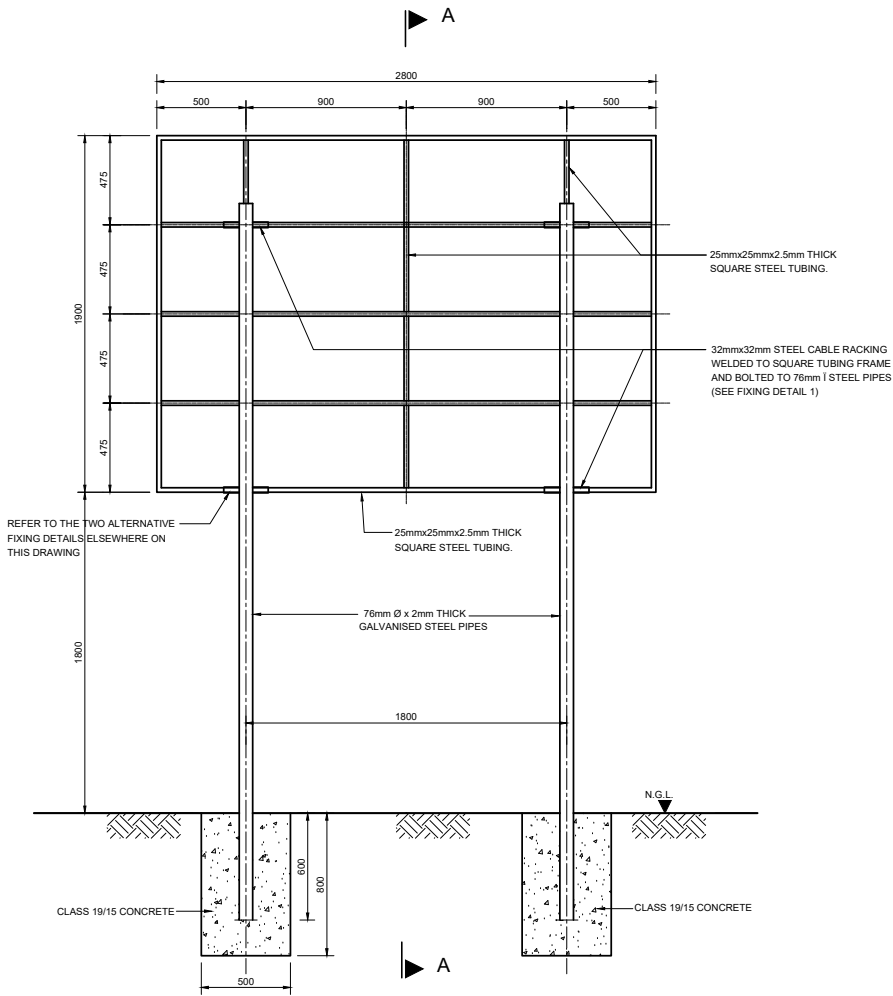 A
2800
500
900
900
500
475
475
475
475
1900
25mmx25mmx2.5mm THICK
SQUARE STEEL TUBING.
32mmx32mm STEEL CABLE RACKING
WELDED TO SQUARE TUBING FRAME
AND BOLTED TO 76mm Ï STEEL PIPES
(SEE FIXING DETAIL 1)
REFER TO THE TWO ALTERNATIVE
FIXING DETAILS ELSEWHERE ON
THIS DRAWING
25mmx25mmx2.5mm THICK
SQUARE STEEL TUBING.
76mm Ø x 2mm THICK
GALVANISED STEEL PIPES
1800
1800
N.G.L.
600
800
CLASS 19/15 CONCRETE
CLASS 19/15 CONCRETE
A
500